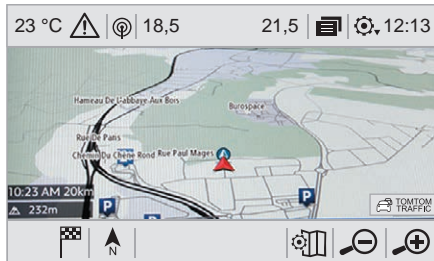 23 °C 18,5 21,5 12:13
Hameau De L'abbaye-Aux Bois
Burospace
Rue De Paris
Chemin Du Chêne Rond Rue Paul Mages
10:23 AM 20km
232m
P
P
P
TOMTOM
TRAFFIC
N